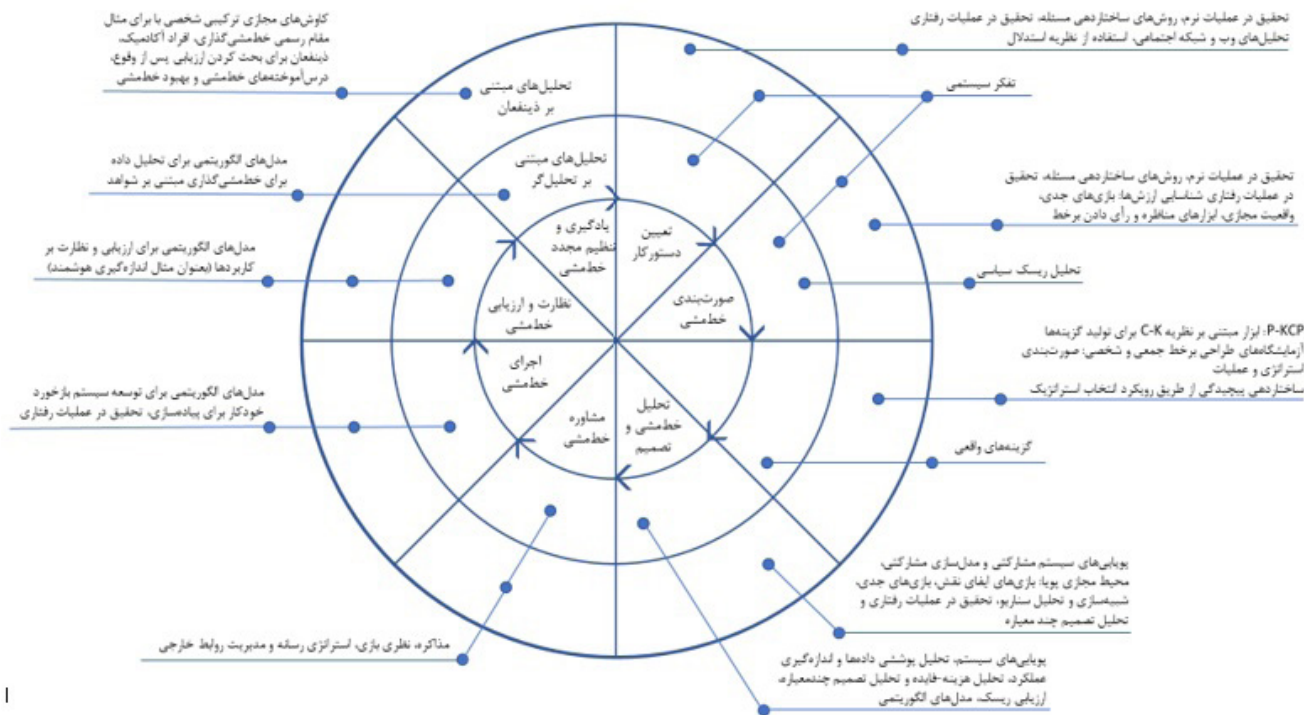 تحقیق در عملیات نرم، روش‌های ساختاردهی مسئله، تحقیق در عملیات رفتاری
تحلیل‌های وب و شبکه اجتماعی، استفاده از نظریه استدلال
تفکر سیستمی
تحقیق در عملیات نرم، روش‌های ساختاردهی مسئله، تحقیق
در عملیات رفتاری شناسایی ارزش‌ها: بازی‌های جدی،
واقعیت مجازی، ابزارهای مناظره و رأی دادن برخط
تحلیل ریسک سیاسی
P-KCP: ابزار مبتنی بر نظریه C-K برای تولید گزینه‌ها
آزمایشگاه‌های طراحی برخط جمعی و شخصی: صورت‌بندی
استراتژی و عملیات
ساختاردهی پیچیدگی از طریق رویکرد انتخاب استراتژیک
گزینه‌های واقعی
پویایی‌های سیستم مشارکتی و مدل‌سازی مشارکتی،
محیط مجازی پویا: بازی‌های ایفای نقش، بازی‌های جدی،
شبیه‌سازی و تحلیل سناریو، تحقیق در عملیات رفتاری و
تحلیل تصمیم چند معیاره
پویایی‌های سیستم، تحلیل پوششی داده‌ها و اندازه‌گیری
عملکرد، تحلیل هزینه-فایده و تحلیل تصمیم چندمعیاره،
ارزیابی ریسک، مدل‌های الگوریتمی
کاوش‌های مجازی ترکیبی شخصی با برای مثال
مقام رسمی خط‌مشی‌گذاری، افراد آکادمیک،
ذینفعان برای بحث کردن ارزیابی پس از وقوع،
درس‌آموخته‌های خط‌مشی و بهبود خط‌مشی
مدل‌های الگوریتمی برای تحلیل داده
برای خط‌مشی‌گذاری مبتنی بر شواهد
مدل‌های الگوریتمی برای ارزیابی و نظارت بر
کاربردها (بعنوان مثال اندازه‌گیری هوشمند)
مدل‌های الگوریتمی برای توسعه سیستم بازخورد
خودکار برای پیاده‌سازی، تحقیق در عملیات رفتاری
مذاکره، نظری بازی، استراتژی رسانه و مدیریت روابط خارجی
تحلیل‌های مبتنی
بر ذینفعان
تحلیل‌های مبتنی
بر تحلیل‌گر
تعیین
دستورکار
صورت‌بندی
خط‌مشی
تحلیل
خط‌مشی و
تصمیم
مشاوره
خط‌مشی
اجرای
خط‌مشی
نظارت و ارزیابی
خط‌مشی
یادگیری و
تنظیم مجدد
خط‌مشی